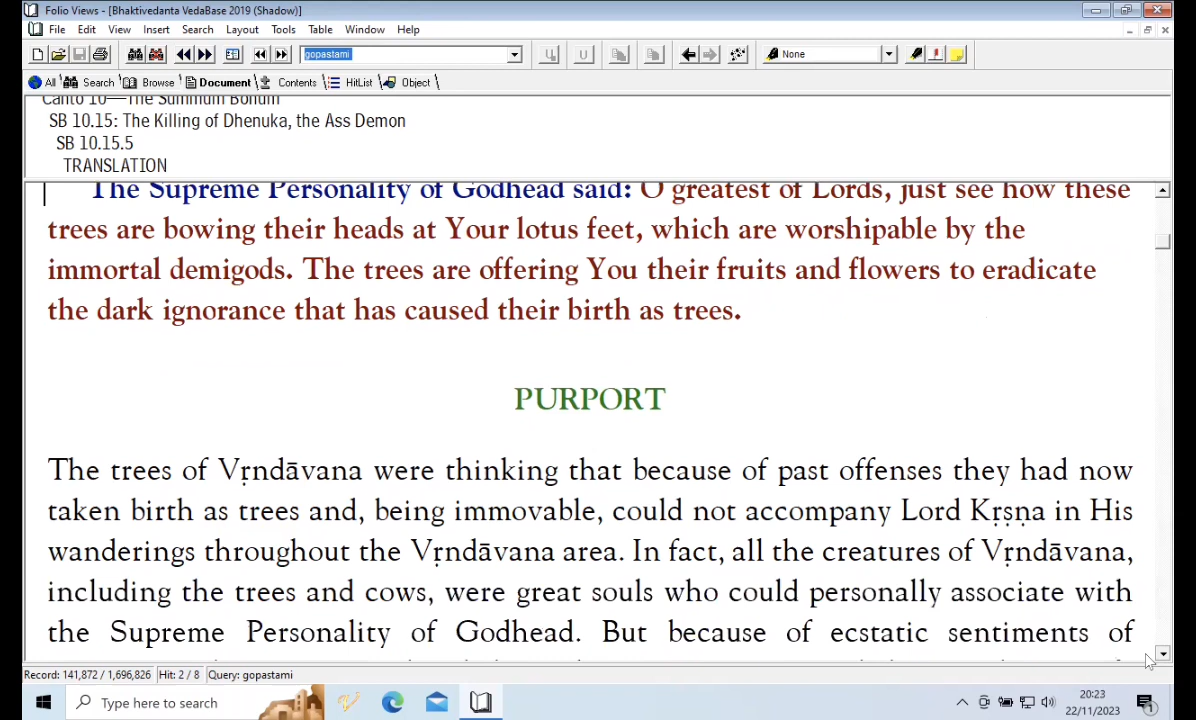 Folio Views - [Bhaktivedanta VedaBase 2019 (Shadow)]
File Edit View Insert Search Layout Tools Table Window Help
gopastami
None
All Search Browse Document Contents HitList Object
Canto 10—The Summum Bonum
SB 10.15: The Killing of Dhenuka, the Ass Demon
SB 10.15.5
TRANSLATION
The Supreme Personality of Godhead said: O greatest of Lords, just see how these
trees are bowing their heads at Your lotus feet, which are worshipable by the
immortal demigods. The trees are offering You their fruits and flowers to eradicate
the dark ignorance that has caused their birth as trees.
PURPORT
The trees of Vṛndāvana were thinking that because of past offenses they had now
taken birth as trees and, being immovable, could not accompany Lord Kṛṣṇa in His
wanderings throughout the Vṛndāvana area. In fact, all the creatures of Vṛndāvana,
including the trees and cows, were great souls who could personally associate with
the Supreme Personality of Godhead. But because of ecstatic sentiments of
Record: 141,872 / 1,696,826 Hit: 2 / 8 Query: gopastami
Type here to search
20:23
22/11/2023
1